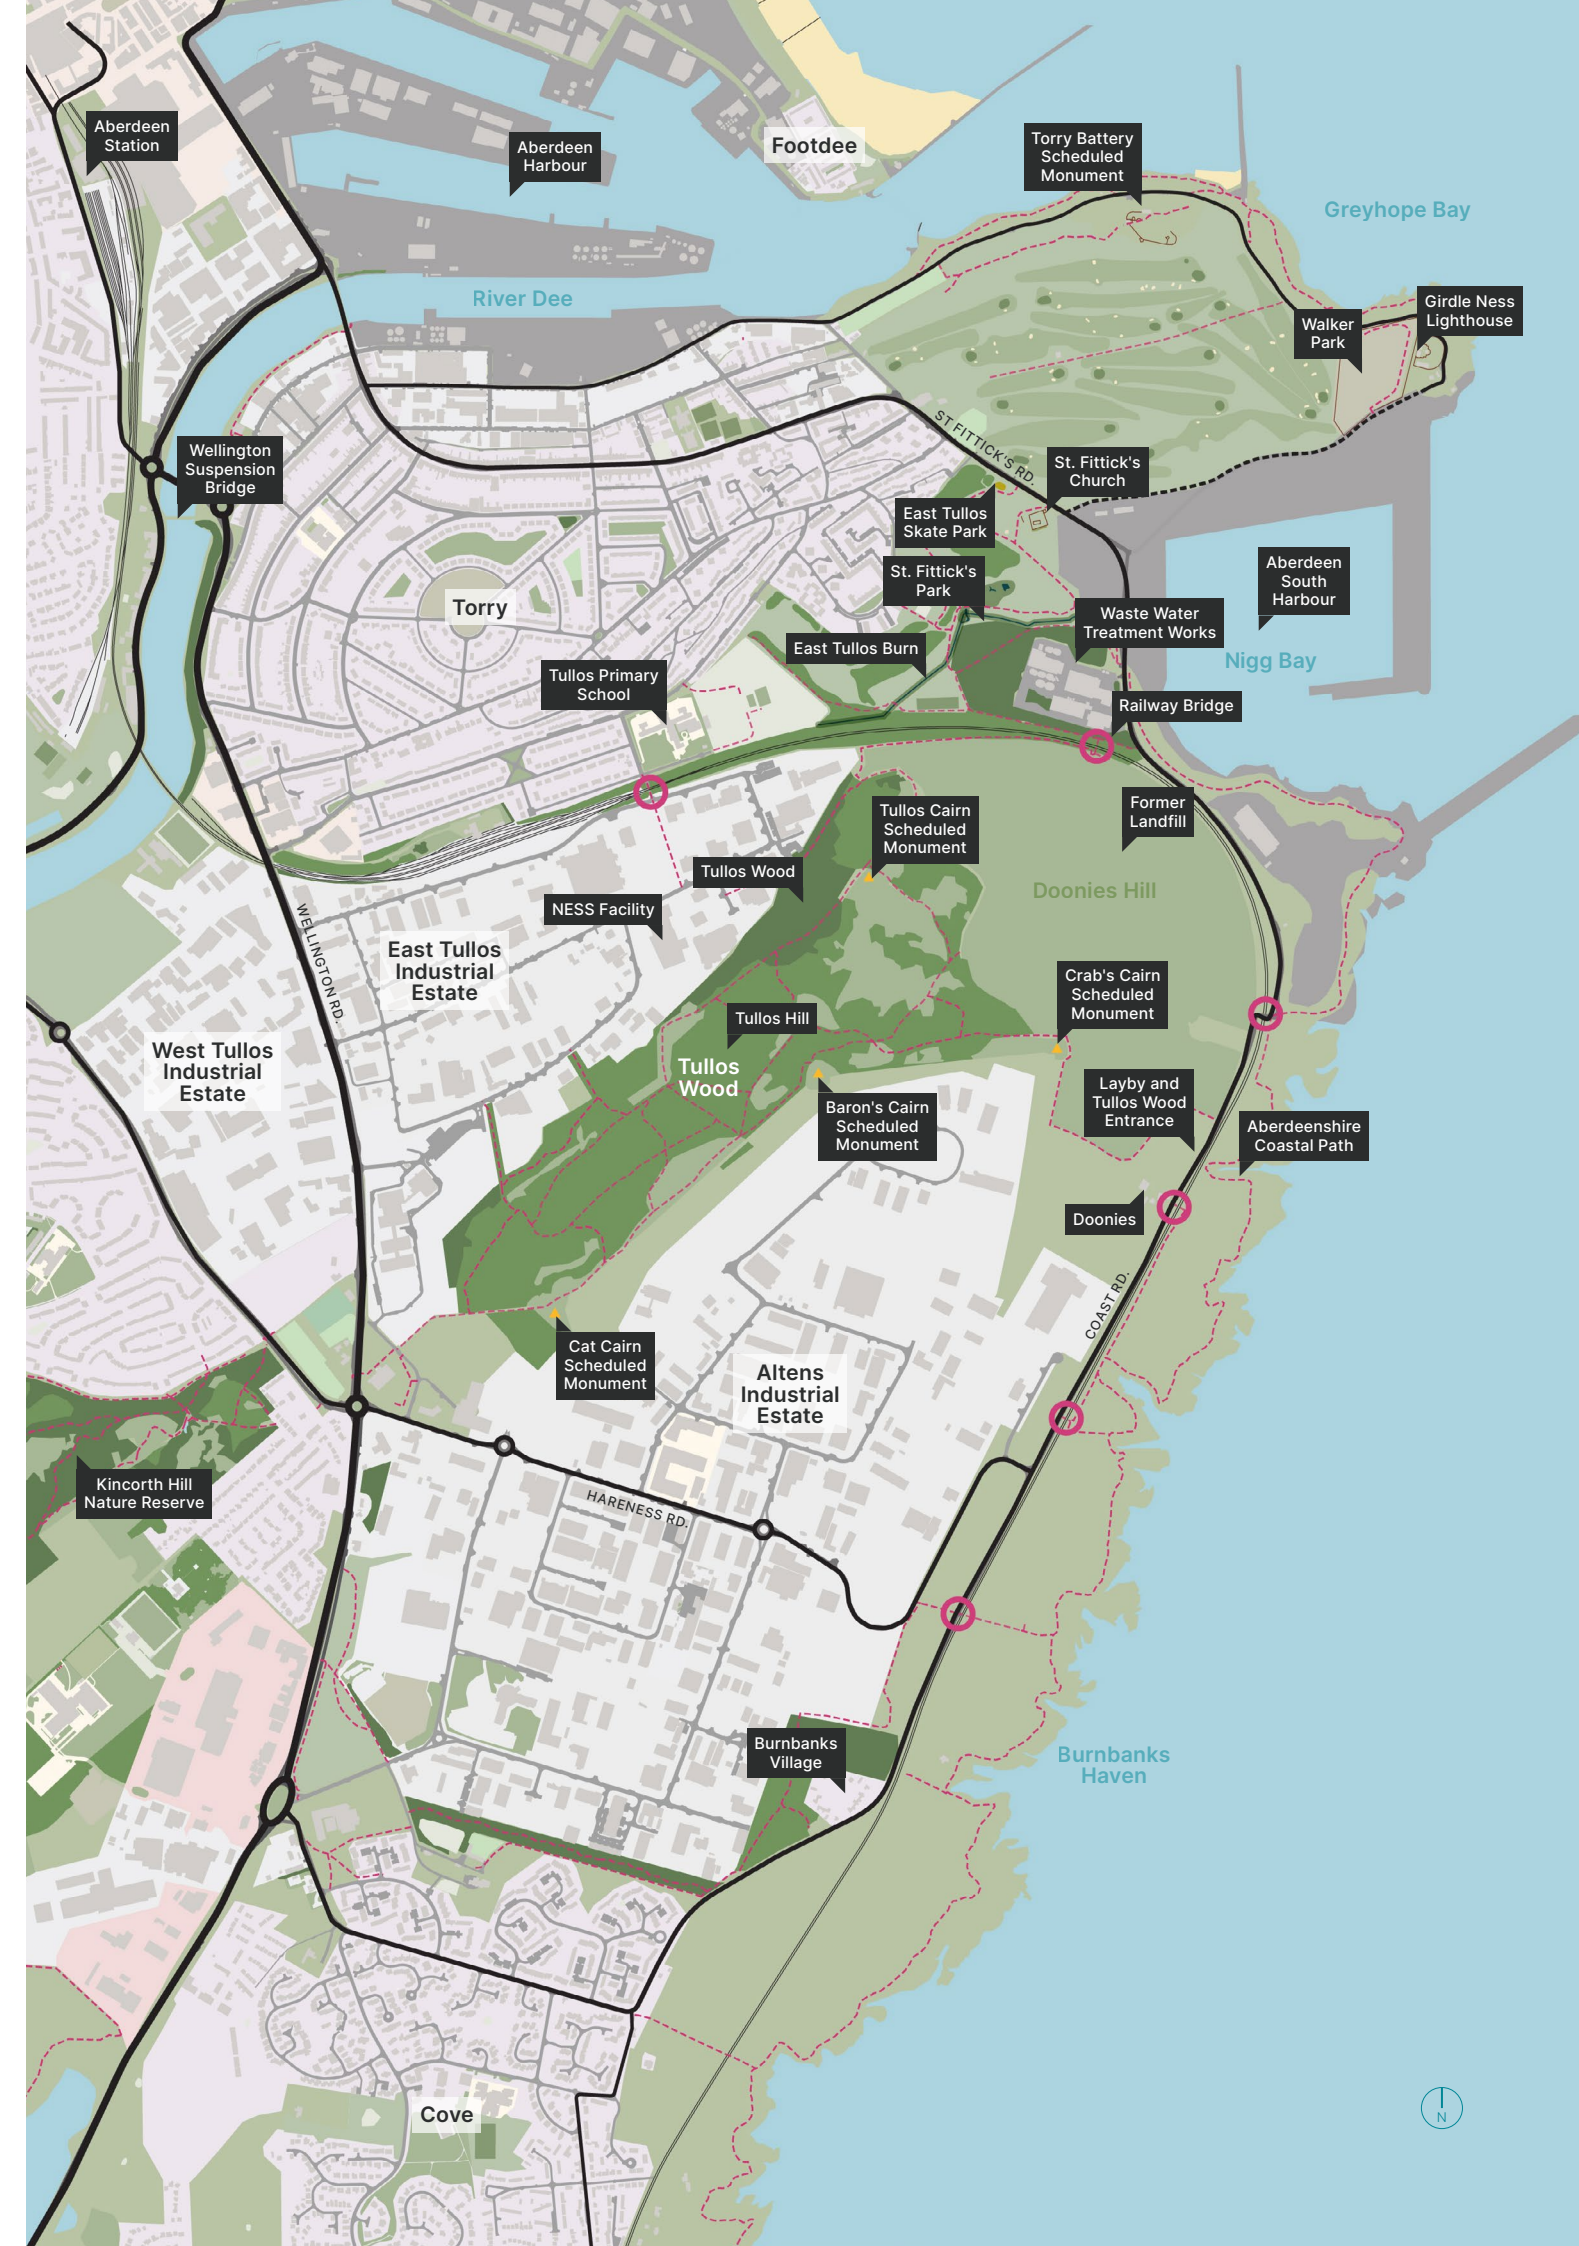 Aberdeen
Station
Aberdeen
Harbour
Footdee
Torry Battery
Scheduled
Monument
Greyhope Bay
River Dee
Girdle Ness
Lighthouse
Walker
Park
ST FITTICK'S RD.
Wellington
Suspension
Bridge
St. Fittick's
Church
East Tullos
Skate Park
St. Fittick's
Park
Aberdeen
South
Harbour
Torry
Waste Water
Treatment Works
East Tullos Burn
Nigg Bay
Tullos Primary
School
Railway Bridge
Former
Landfill
Tullos Cairn
Scheduled
Monument
Tullos Wood
Doonies Hill
NESS Facility
WELLINGTON RD.
East Tullos
Industrial
Estate
Crab's Cairn
Scheduled
Monument
Tullos Hill
West Tullos
Industrial
Estate
Tullos
Wood
Layby and
Tullos Wood
Entrance
Baron's Cairn
Scheduled
Monument
Aberdeenshire
Coastal Path
Doonies
COAST RD.
Cat Cairn
Scheduled
Monument
Altens
Industrial
Estate
Kincorth Hill
Nature Reserve
HARENESS RD.
Burnbanks
Village
Burnbanks
Haven
Cove
N